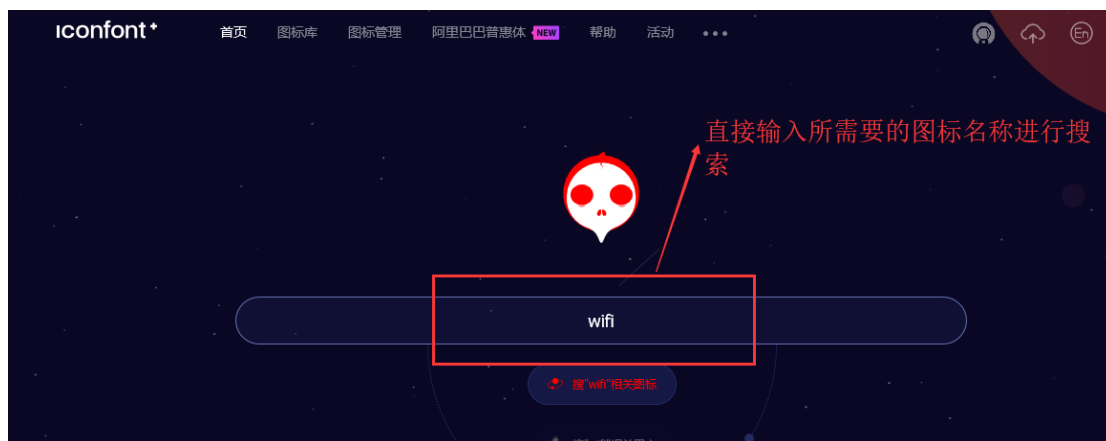 ıconfont+ 首页 图标库 图标管理 阿里巴巴普惠体 NEW 帮助 活动 ••• En
直接输入所需要的图标名称进行搜
索
wifi
搜"wifi"相关图标